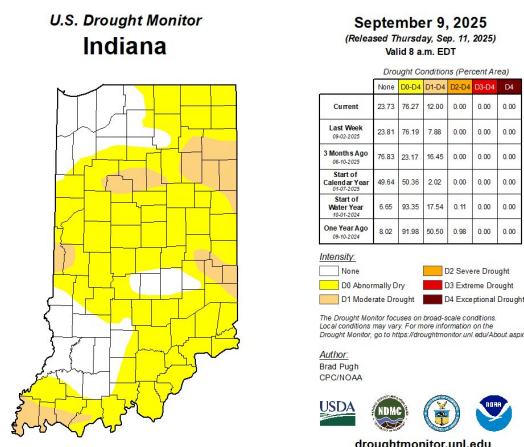 U.S. Drought Monitor
Indiana
September 9, 2025
(Released Thursday, Sep. 11, 2025)
Valid 8 a.m. EDT
Drought Conditions (Percent Area)
None D0-D4 D1-D4 D2-D4 D3-D4 D4
Current 23.73 76.27 12.00 0.00 0.00 0.00
Last Week 09-02-2025 23.81 76.19 7.88 0.00 0.00 0.00
3 Months Ago 06-10-2025 76.83 23.17 16.45 0.00 0.00 0.00
Start of Calendar Year 01-07-2025 49.64 50.36 2.02 0.00 0.00 0.00
Start of Water Year 10-01-2024 6.65 93.35 17.54 0.11 0.00 0.00
One Year Ago 09-10-2024 8.02 91.98 50.50 0.98 0.00 0.00
Intensity:
None
D0 Abnormally Dry
D1 Moderate Drought
D2 Severe Drought
D3 Extreme Drought
D4 Exceptional Drought
The Drought Monitor focuses on broad-scale conditions.
Local conditions may vary. For more information on the
Drought Monitor, go to https://droughtmonitor.unl.edu/About.aspx
Author:
Brad Pugh
CPC/NOAA
USDA
NDMC
NOAA
droughtmonitor.unl.edu